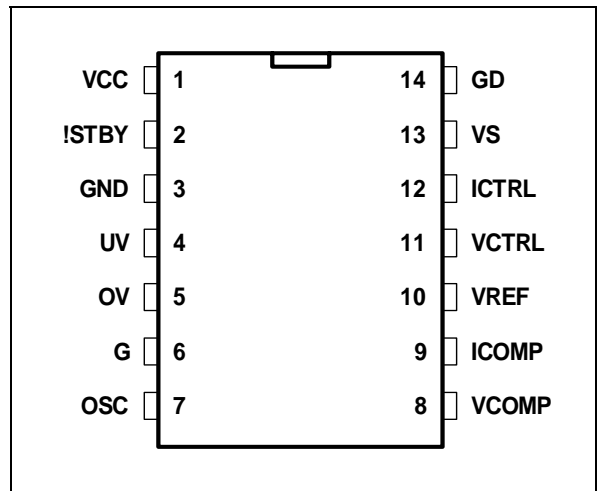 VCC 1 14 GD
!STBY 2 13 VS
GND 3 12 ICTRL
UV 4 11 VCTRL
OV 5 10 VREF
G 6 9 ICOMP
OSC 7 8 VCOMP